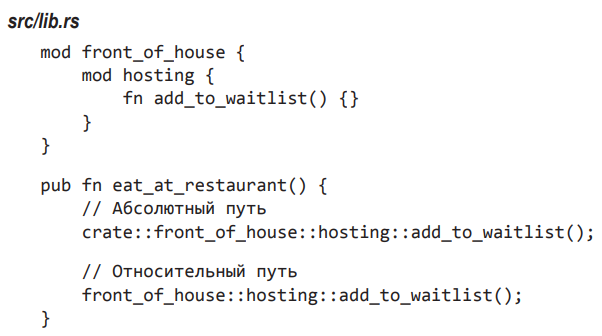 src/lib.rs
mod front_of_house {
    mod hosting {
        fn add_to_waitlist() {}
    }
}
pub fn eat_at_restaurant() {
    // Абсолютный путь
    crate::front_of_house::hosting::add_to_waitlist();
    // Относительный путь
    front_of_house::hosting::add_to_waitlist();
}